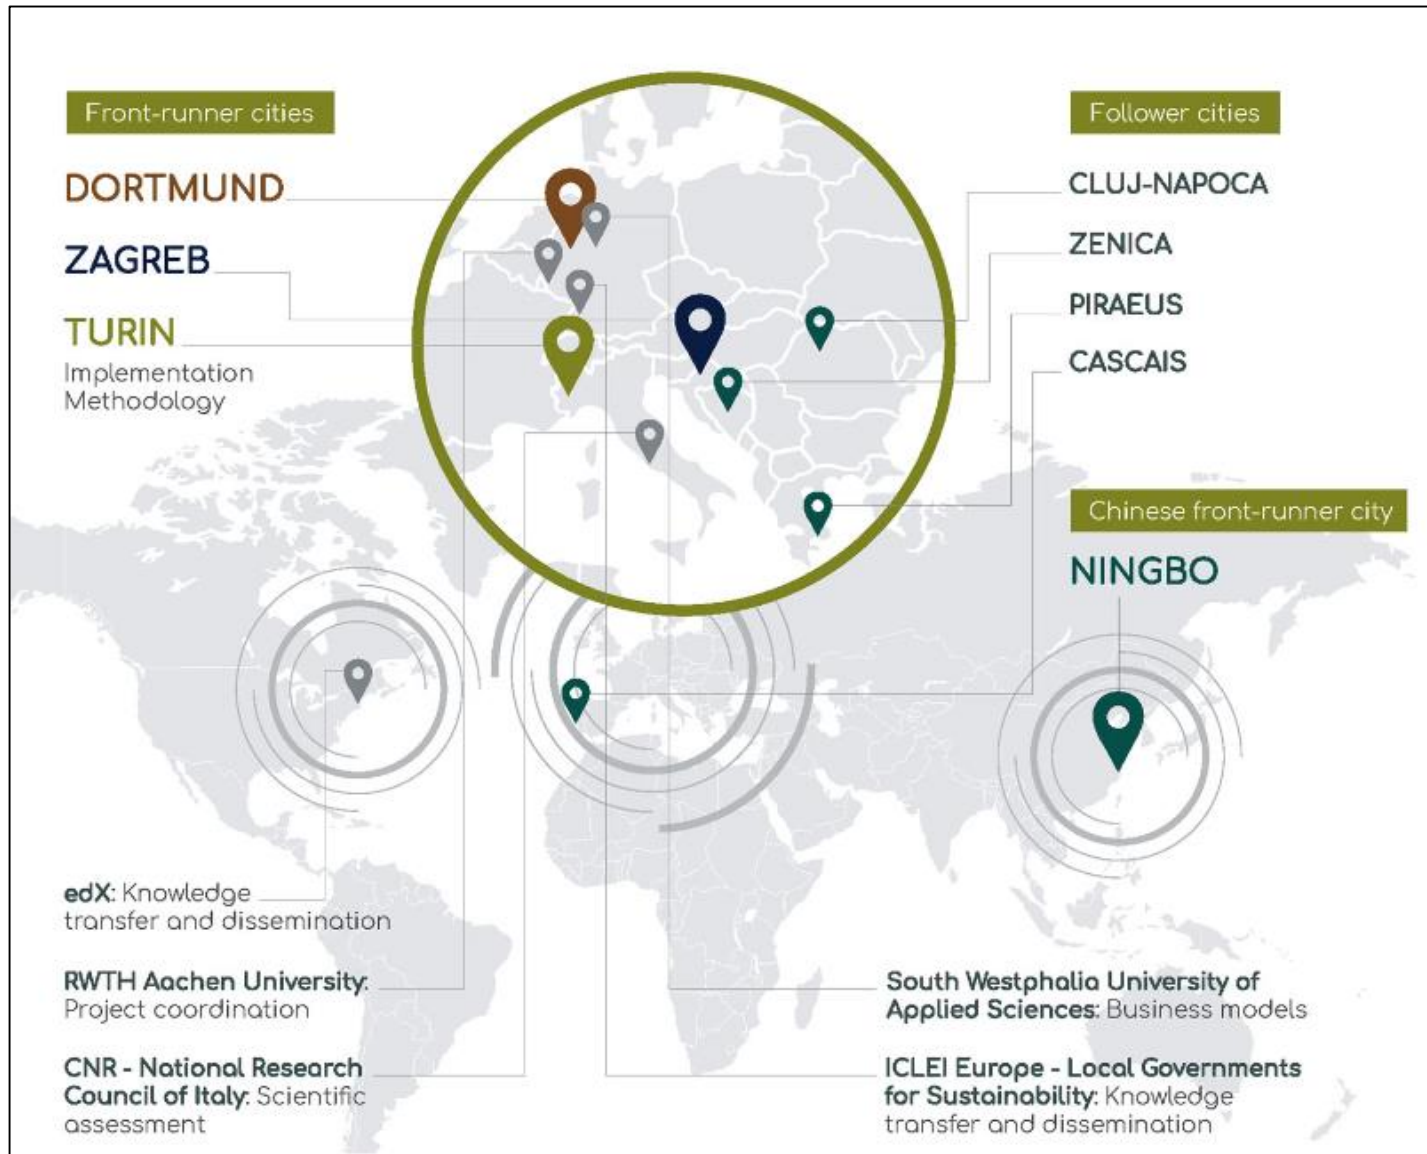 Front-runner cities
DORTMUND
ZAGREB
TURIN
Implementation
Methodology
Follower cities
CLUJ-NAPOCA
ZENICA
PIRAEUS
CASCAIS
Chinese front-runner city
NINGBO
edX: Knowledge
transfer and dissemination
RWTH Aachen University:
Project coordination
CNR - National Research
Council of Italy: Scientific
assessment
South Westphalia University of
Applied Sciences: Business models
ICLEI Europe - Local Governments
for Sustainability: Knowledge
transfer and dissemination